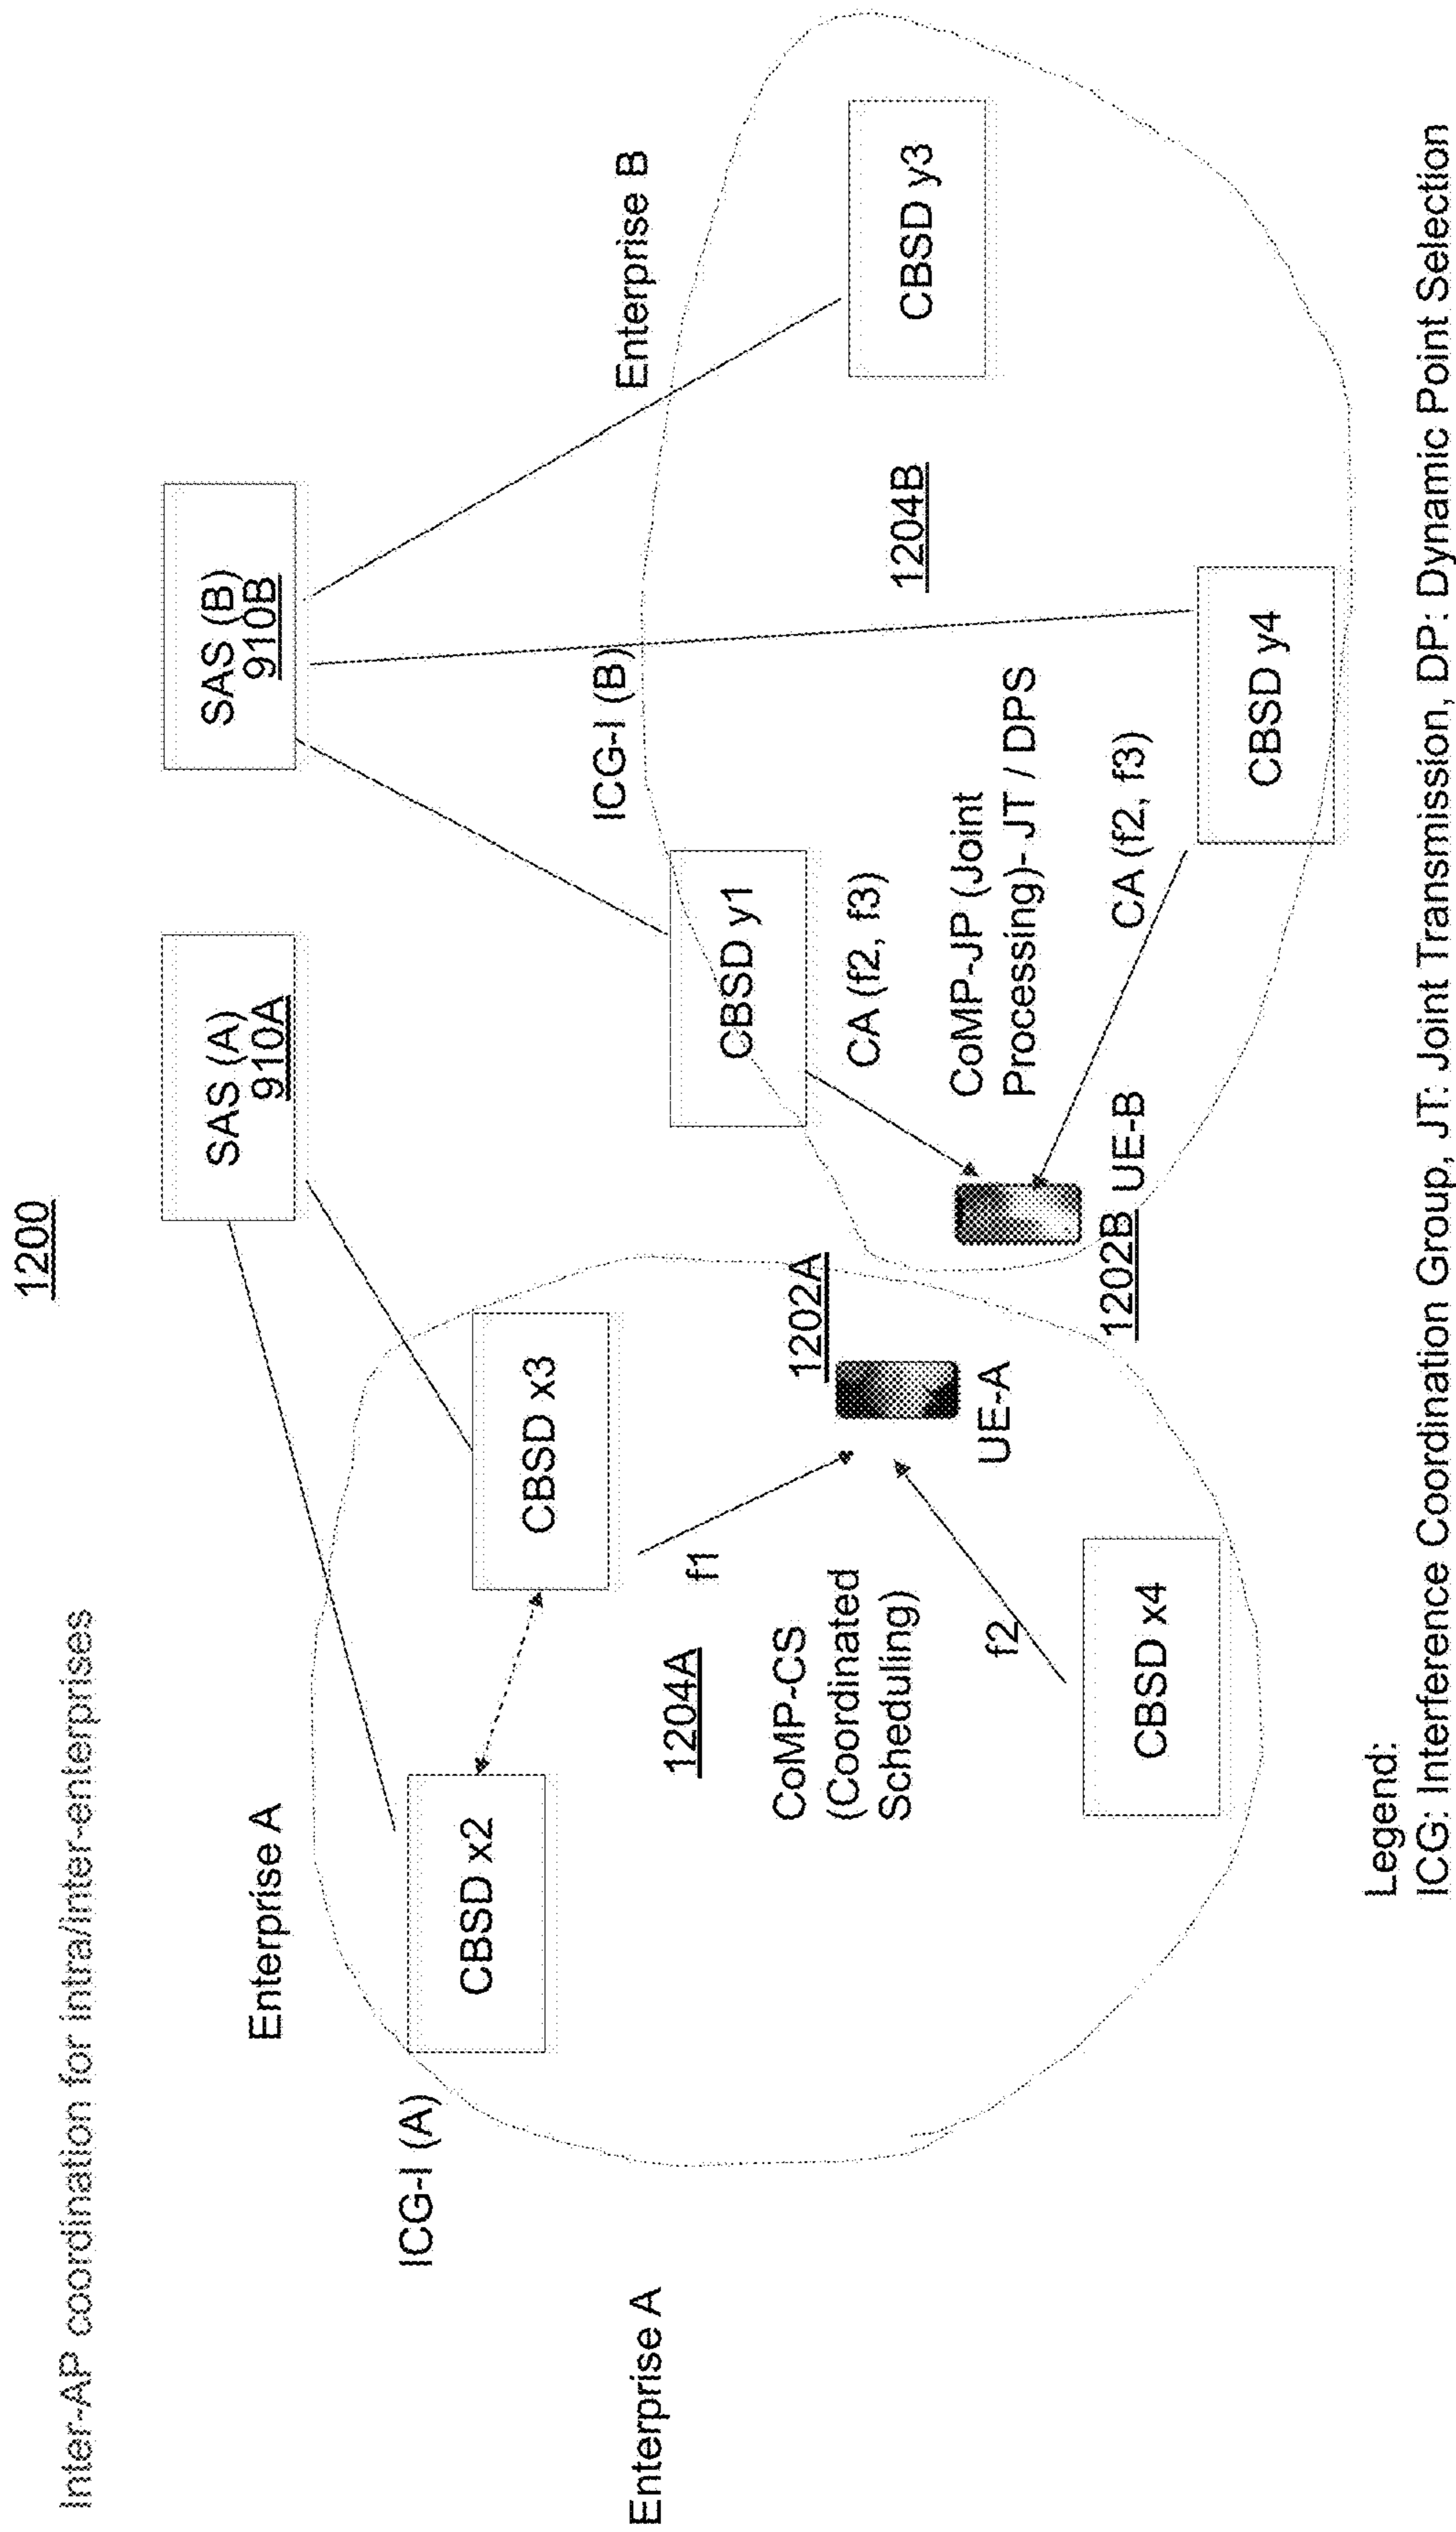 1200
Inter-AP coordination for intra/inter-enterprises
SAS (A)
910A
SAS (B)
910B
Enterprise A
Enterprise B
ICG-I (A)
CBSD x2
CBSD x3
ICG-I (B)
CBSD y1
CBSD y3
Enterprise A
1204A
f1
CoMP-CS
(Coordinated
Scheduling)
1202A
UE-A
f2
CBSD x4
CA (f2, f3)
1204B
CoMP-JP (Joint
Processing)- JT / DPS
CA (f2, f3)
1202B UE-B
CBSD y4
Legend:
ICG: Interference Coordination Group, JT: Joint Transmission, DP: Dynamic Point Selection